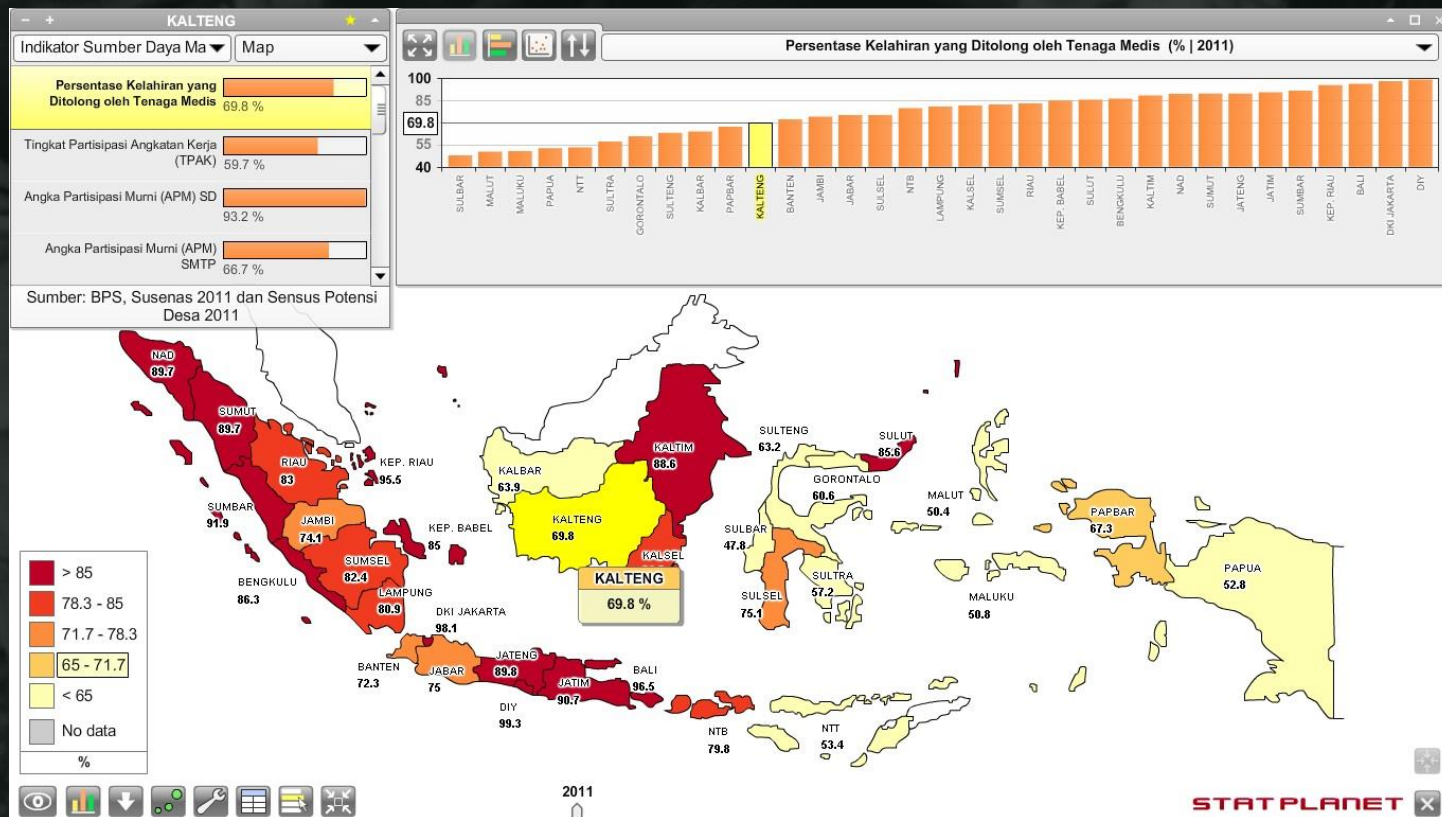 KALTENG
Indikator Sumber Daya Ma
Map
Persentase Kelahiran yang
Ditolong oleh Tenaga Medis
69.8 %
Tingkat Partisipasi Angkatan Kerja
(TPAK)
59.7 %
Angka Partisipasi Murni (APM) SD
93.2 %
Angka Partisipasi Murni (APM)
SMTP
66.7 %
Sumber: BPS, Susenas 2011 dan Sensus Potensi
Desa 2011
Persentase Kelahiran yang Ditolong oleh Tenaga Medis (% | 2011)
100
85
69.8
55
40
SULBAR
MALUT
MALUKU
PAPUA
NTT
SULTRA
GORONTALO
SULTENG
KALBAR
PAPBAR
KALTENG
BANTEN
JAMBI
JABAR
SULSEL
NTB
LAMPUNG
KALSEL
SUMSEL
RIAU
KEP. BABEL
SULUT
BENGKULU
KALTIM
NAD
SUMUT
JATENG
JATIM
SUMBAR
KEP. RIAU
BALI
DKI JAKARTA
DIY
NAD
89.7
SUMUT
89.7
RIAU
83
KEP. RIAU
95.5
SUMBAR
91.9
JAMBI
74.1
KEP. BABEL
85
SUMSEL
82.4
BENGKULU
86.3
LAMPUNG
80.9
DKI JAKARTA
98.1
BANTEN
72.3
JABAR
75
JATENG
89.8
JATIM
90.7
DIY
99.3
BALI
96.5
KALBAR
63.9
KALTENG
69.8
KALTIM
88.6
KALSEL
KALTENG
69.8 %
SULTENG
63.2
SULUT
85.6
GORONTALO
60.6
SULBAR
47.8
SULSEL
75.1
SULTRA
57.2
MALUT
50.4
MALUKU
50.8
PAPBAR
67.3
PAPUA
52.8
NTB
79.8
NTT
53.4
> 85
78.3 - 85
71.7 - 78.3
65 - 71.7
< 65
No data
%
2011
STATPLANET